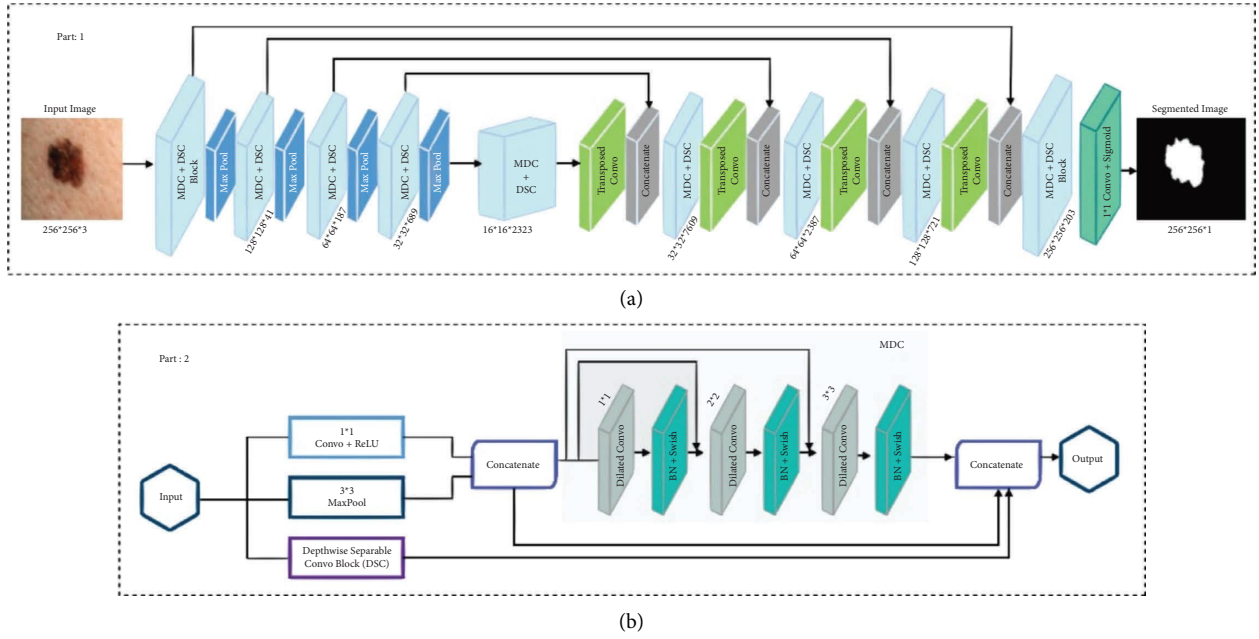 Part: 1
Input Image
256*256*3
MDC + DSC
Block
Max Pool
128*128*41
MDC + DSC
Max Pool
64*64*187
MDC + DSC
Max Pool
32*32*689
MDC + DSC
Max Pool
MDC
+
DSC
16*16*2323
Transposed
Convo
Concatenate
MDC + DSC
32*32*7609
Transposed
Convo
Concatenate
MDC + DSC
64*64*2387
Transposed
Convo
Concatenate
MDC + DSC
128*128*721
Transposed
Convo
Concatenate
MDC + DSC
Block
256*256*203
1*1 Convo + Sigmoid
Segmented Image
256*256*1
(a)
Part : 2
MDC
Input
1*1
Convo + ReLU
3*3
MaxPool
Depthwise Separable
Convo Block (DSC)
Concatenate
1*1
Dilated Convo
BN + Swish
2*2
Dilated Convo
BN + Swish
3*3
Dilated Convo
BN + Swish
Concatenate
Output
(b)